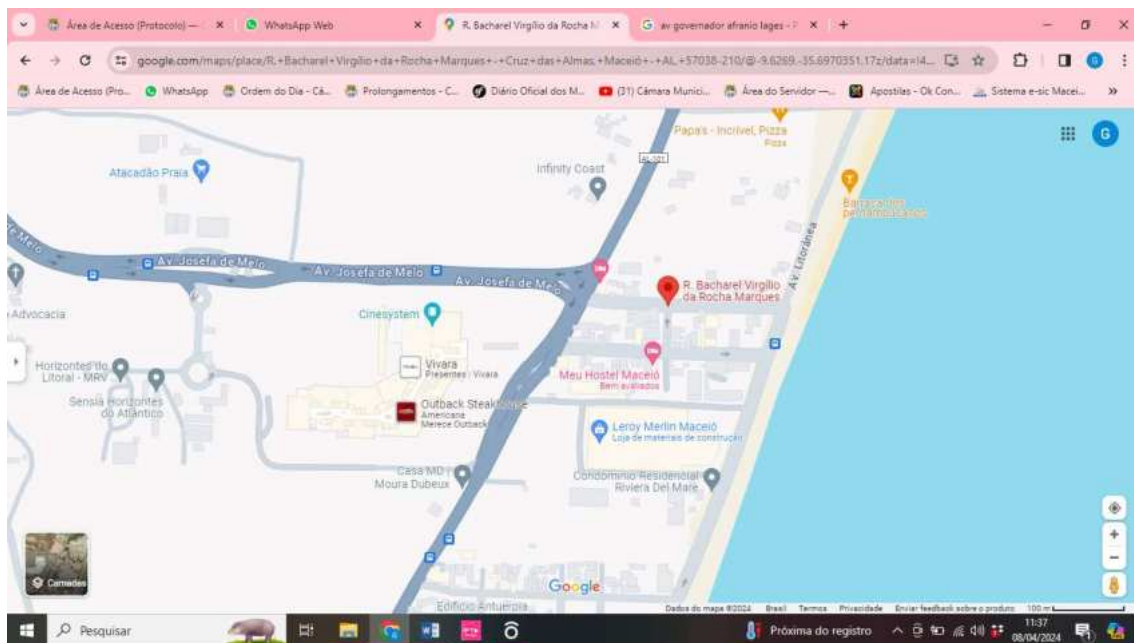 Área de Acesso (Protocolo) —
WhatsApp Web
R. Bacharel Virgílio da Rocha M
av governador afranio lages - P
google.com/maps/place/R.+Bacharel+Virgílio+da+Rocha+Marques+-+Cruz+das+Almas,+Maceió+-+AL,+57038-210/@-9.6269,-35.6970351,17z/data=!4...
Área de Acesso (Pro...
WhatsApp
Ordem do Dia - Câ...
Prolongamentos - C...
Diário Oficial dos M...
(31) Câmara Munici...
Área do Servidor —...
Apostilas - Ok Con...
Sistema e-sic Macei...
G
Papa's - Incrível, Pizza
Pizza
AL-101
Infinity Coast
Atacadão Praia
Av. Litorânea
de Melo
Av. Josefa de Melo
Av. Josefa de Melo
Av. Josefa de Melo
R. Bacharel Virgílio
da Rocha Marques
Advocacia
Cinesystem
Horizontes do
Litoral - MRV
Vivara
Presentes | Vivara
Meu Hostel Maceió
Bem avaliados
Sensia Horizontes
do Atlântico
Outback Steakhouse
Americana
Merece Outback
Leroy Merlin Maceió
Loja de materiais de construção
Casa MD |
Moura Dubeux
Condomínio Residencial
Riviera Del Mare
Camadas
Google
Edifício Antuérpia
Dados do mapa ©2024 Brasil Termos Privacidade Enviar feedback sobre o produto 100 m
Pesquisar
Próxima do registro
11:37
08/04/2024